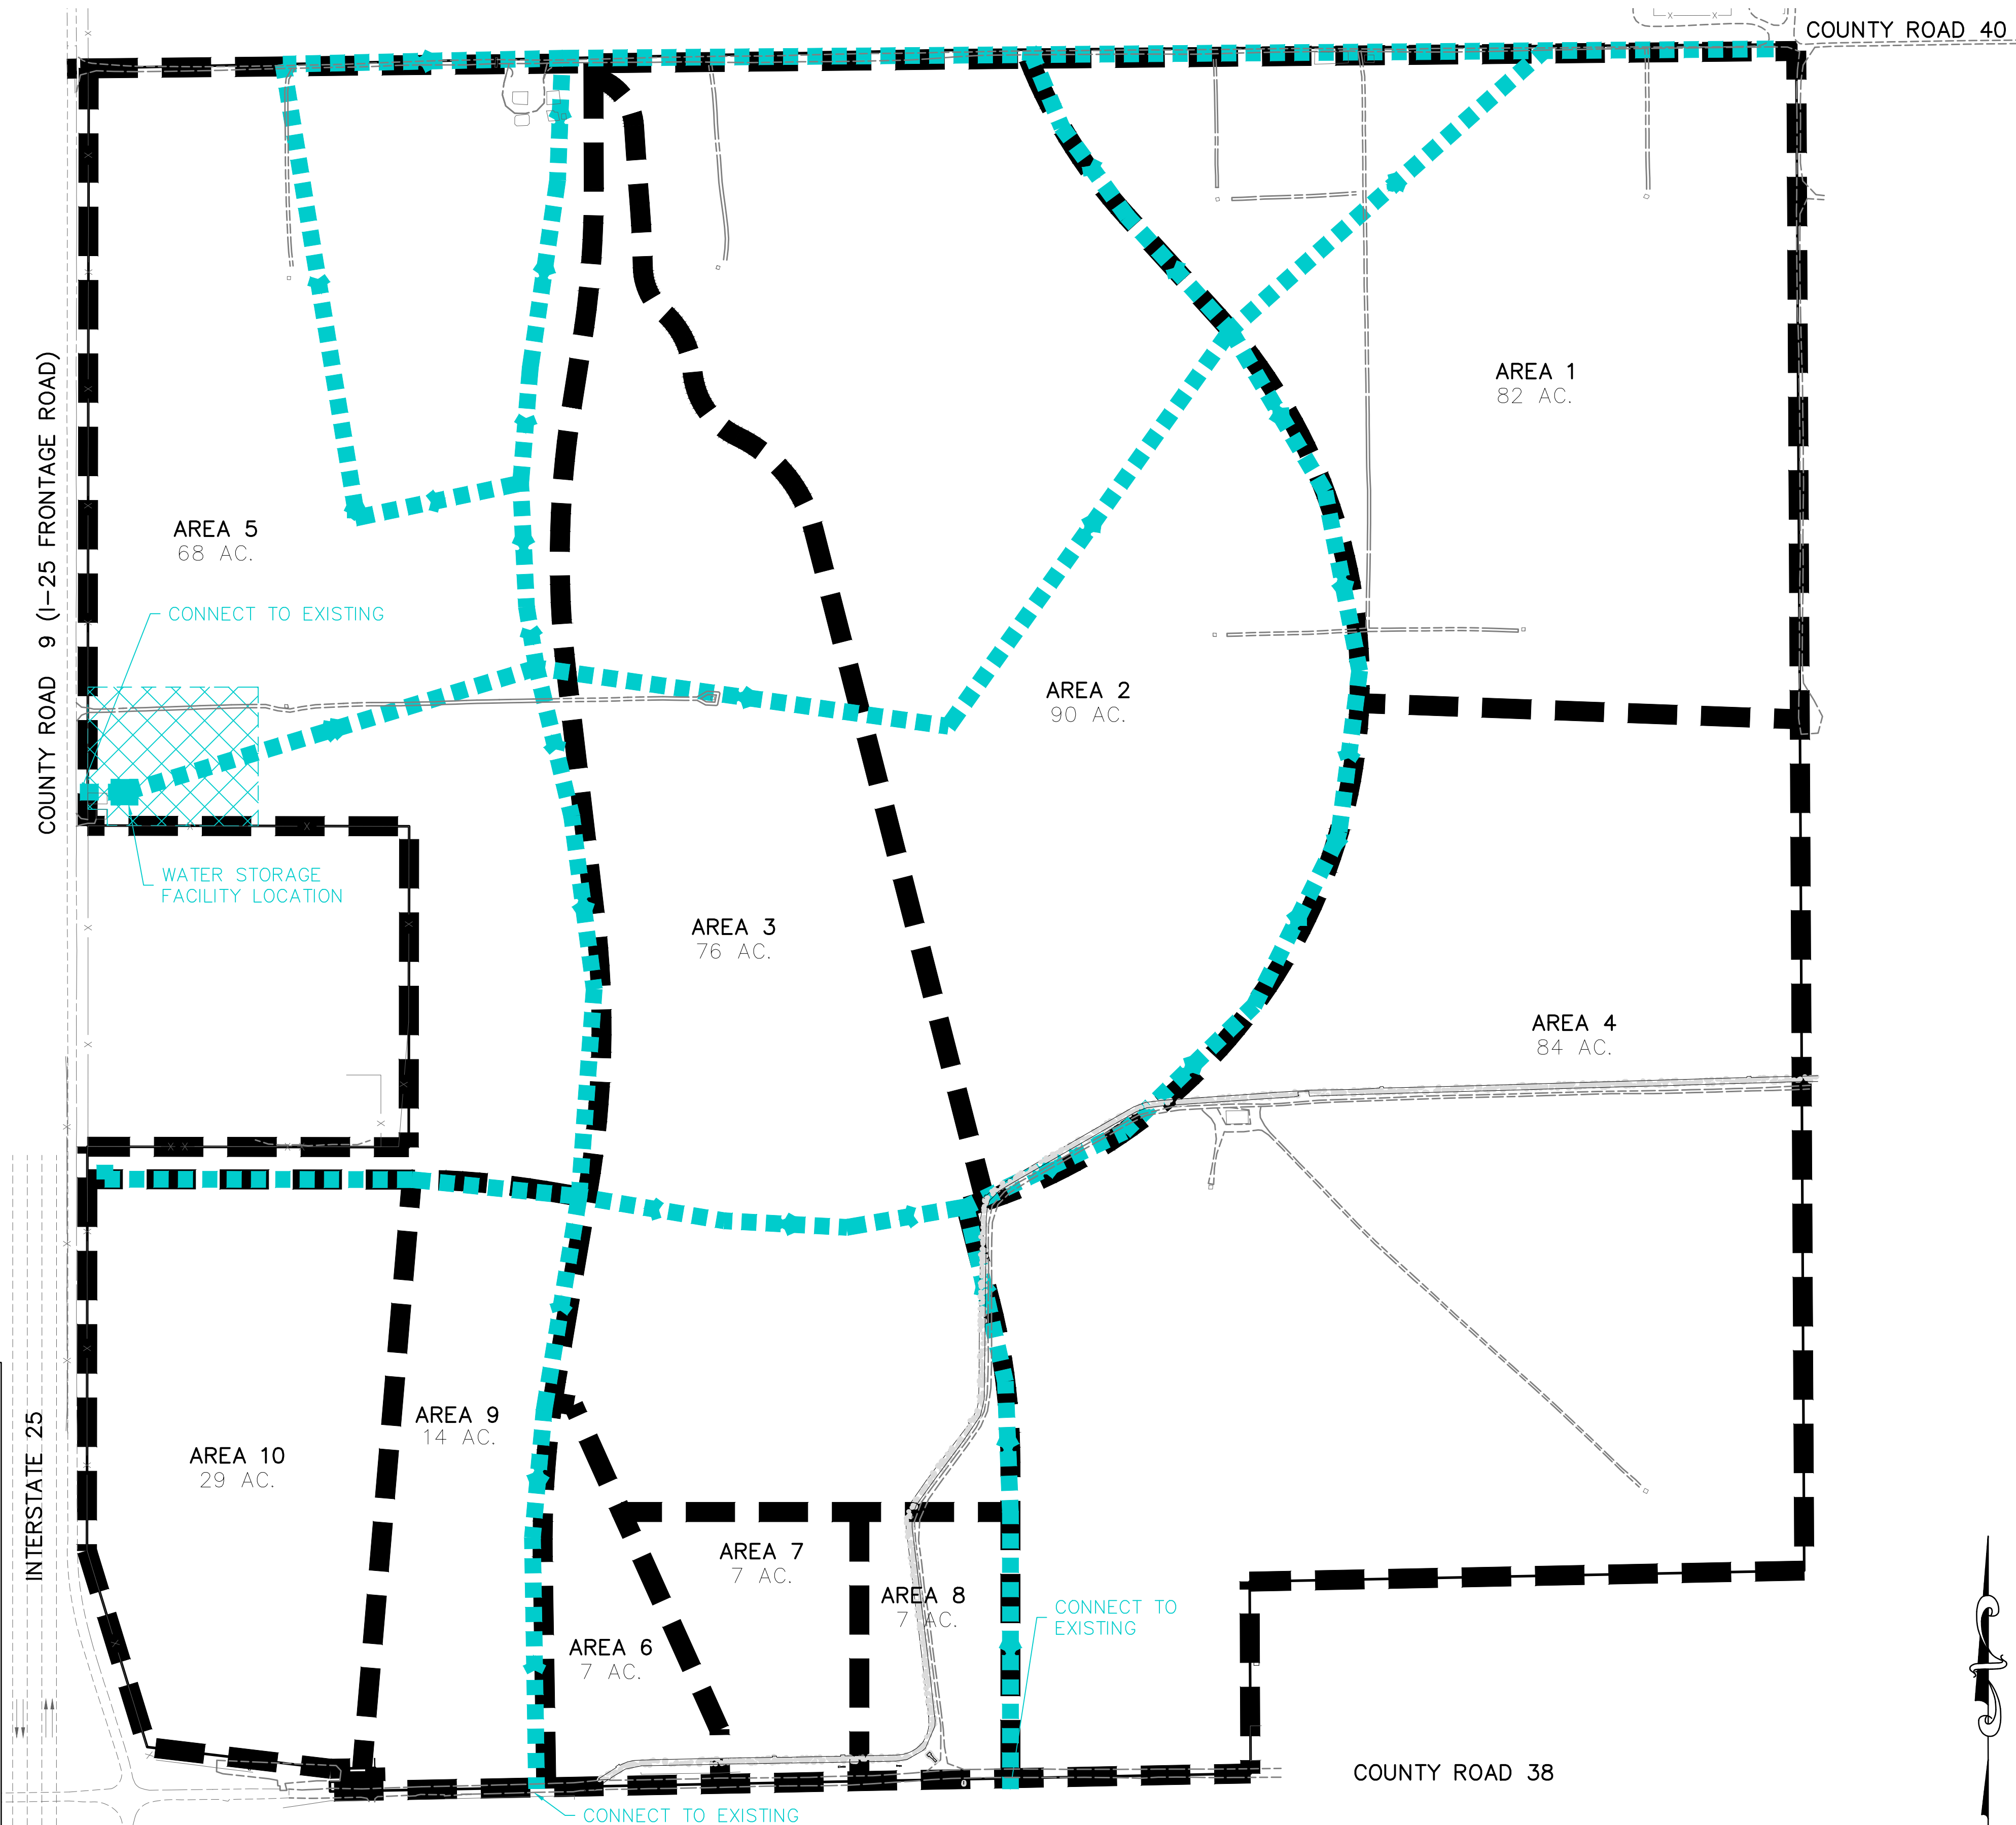 COUNTY ROAD 40
AREA 1
82 AC.
COUNTY ROAD 9 (I-25 FRONTAGE ROAD)
AREA 5
68 AC.
CONNECT TO EXISTING
AREA 2
90 AC.
WATER STORAGE
FACILITY LOCATION
AREA 3
76 AC.
AREA 4
84 AC.
INTERSTATE 25
AREA 9
14 AC.
AREA 10
29 AC.
AREA 7
7 AC.
AREA 8
7 AC.
CONNECT TO
EXISTING
AREA 6
7 AC.
COUNTY ROAD 38
CONNECT TO EXISTING